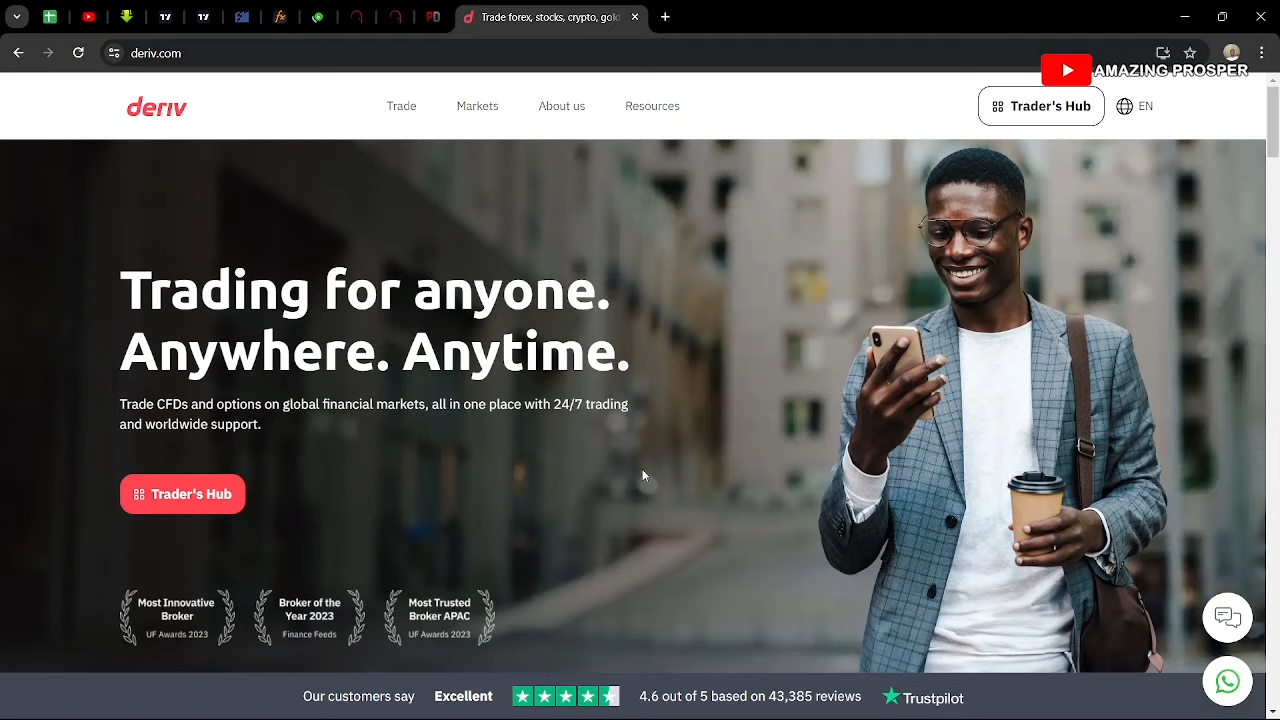 PD
Trade forex, stocks, crypto, gold
deriv.com
AMAZING PROSPER
deriv
Trade
Markets
About us
Resources
Trader's Hub
EN
Trading for anyone.
Anywhere. Anytime.
Trade CFDs and options on global financial markets, all in one place with 24/7 trading
and worldwide support.
Trader's Hub
Most Innovative
Broker
UF Awards 2023
Broker of the
Year 2023
Finance Feeds
Most Trusted
Broker APAC
UF Awards 2023
Our customers say
Excellent
4.6 out of 5 based on 43,385 reviews
Trustpilot